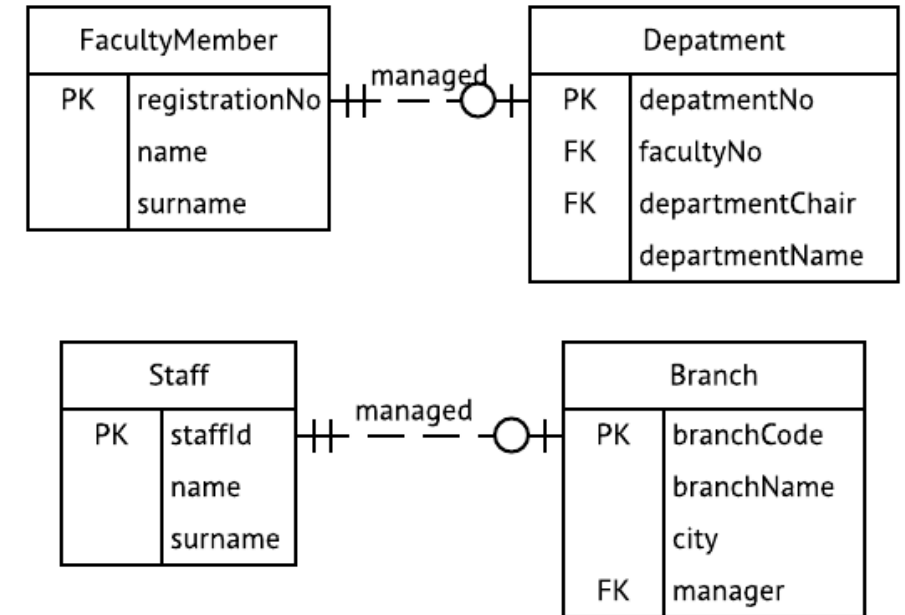 FacultyMember
PK registrationNo
name
surname
managed
Depatment
PK depatmentNo
FK facultyNo
FK departmentChair
departmentName
Staff
PK staffId
name
surname
managed
Branch
PK branchCode
branchName
city
FK manager